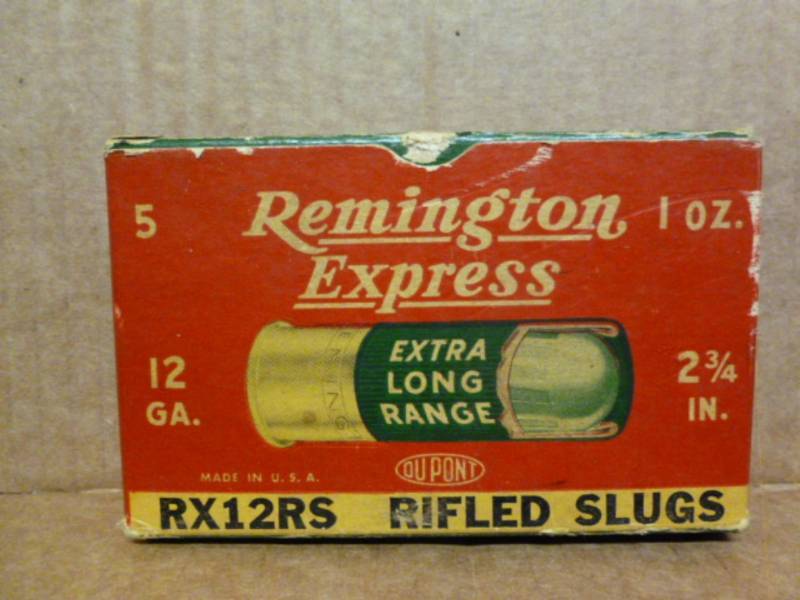 5 Remington 1 OZ.
Express
EXTRA
LONG
RANGE
12
GA.
2¾
IN.
MADE IN U. S. A.
DU PONT
RX12RS RIFLED SLUGS